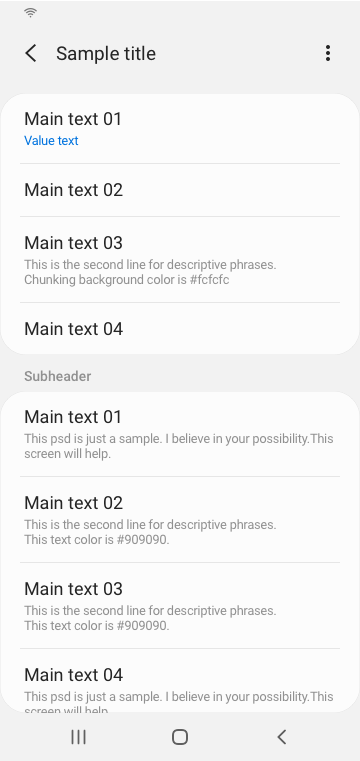 Sample title
Main text 01
Value text
Main text 02
Main text 03
This is the second line for descriptive phrases.
Chunking background color is #fcfcfc
Main text 04
Subheader
Main text 01
This psd is just a sample. I believe in your possibility.This
screen will help.
Main text 02
This is the second line for descriptive phrases.
This text color is #909090.
Main text 03
This is the second line for descriptive phrases.
This text color is #909090.
Main text 04
This psd is just a sample. I believe in your possibility.This
screen will help